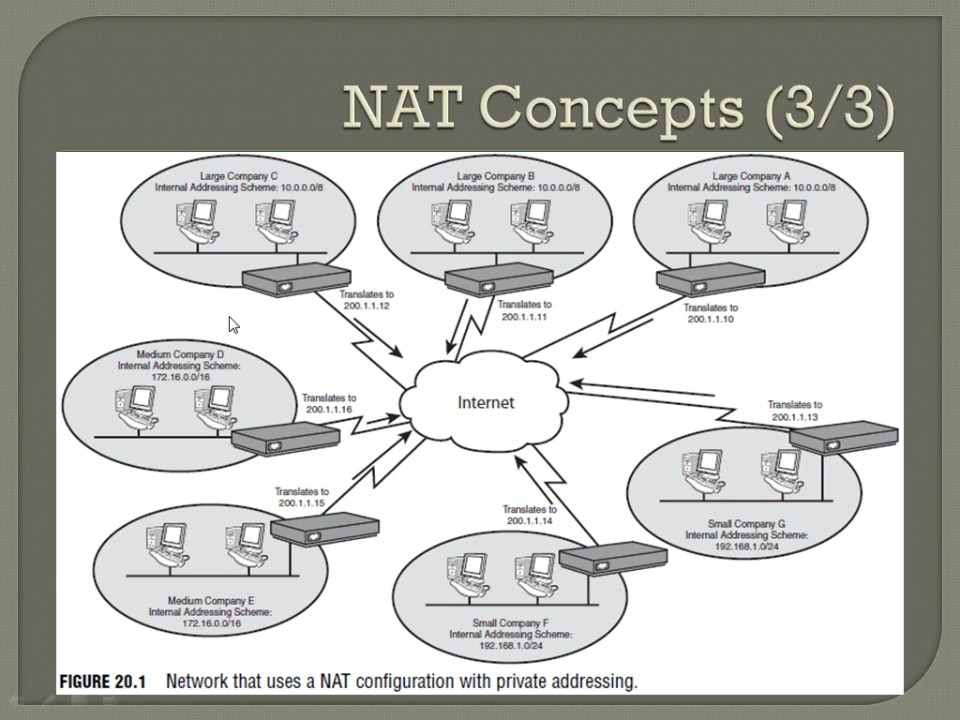 NAT Concepts (3/3)
Large Company C
Internal Addressing Scheme: 10.0.0.0/8
Large Company B
Internal Addressing Scheme: 10.0.0.0/8
Large Company A
Internal Addressing Scheme: 10.0.0.0/8
Translates to
200.1.1.12
Translates to
200.1.1.11
Translates to
200.1.1.10
Medium Company D
Internal Addressing Scheme:
172.16.0.0/16
Translates to
200.1.1.16
Internet
Translates to
200.1.1.13
Translates to
200.1.1.15
Translates to
200.1.1.14
Small Company G
Internal Addressing Scheme:
192.168.1.0/24
Medium Company E
Internal Addressing Scheme:
172.16.0.0/16
Small Company F
Internal Addressing Scheme:
192.168.1.0/24
FIGURE 20.1 Network that uses a NAT configuration with private addressing.